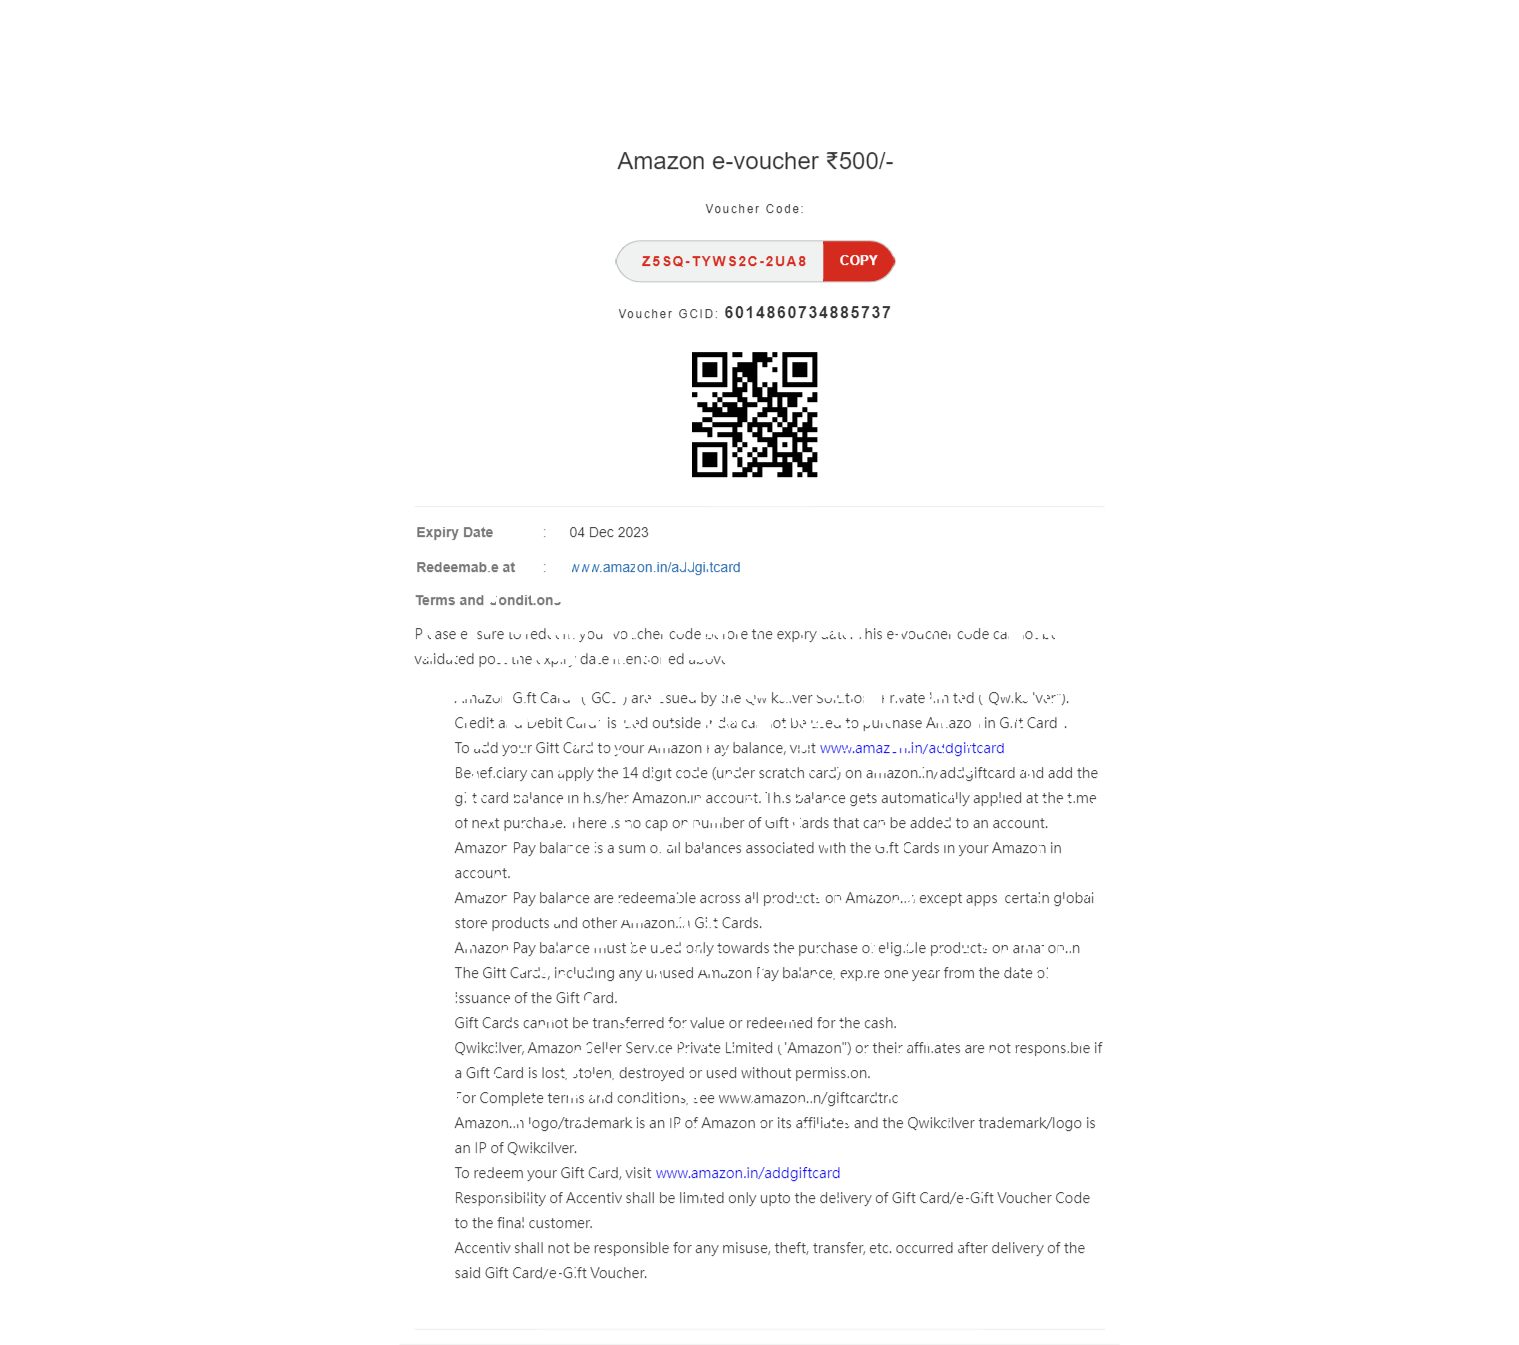 Amazon e-voucher ₹500/-
Voucher Code:
Z5SQ-TYWS2C-2UA8 COPY
Voucher GCID: 6014860734885737
Expiry Date : 04 Dec 2023
Redeemable at : www.amazon.in/addgiftcard
Terms and Conditions
Please ensure to redeem your voucher code before the expiry date. This e-voucher code cannot be
validated post the expiry date mentioned above
Amazon Gift Cards ("GCs") are issued by the Qwikcilver Solutions Private Limited ("Qwikcilver").
Credit and Debit Cards issued outside India cannot be used to purchase Amazon.in Gift Cards.
To add your Gift Card to your Amazon Pay balance, visit www.amazon.in/addgiftcard
Beneficiary can apply the 14 digit code (under scratch card) on amazon.in/addgiftcard and add the
gift card balance in his/her Amazon.in account. This balance gets automatically applied at the time
of next purchase. There is no cap on number of Gift Cards that can be added to an account.
Amazon Pay balance is a sum of all balances associated with the Gift Cards in your Amazon.in
account.
Amazon Pay balance are redeemable across all products on Amazon.in except apps, certain global
store products and other Amazon.in Gift Cards.
Amazon Pay balance must be used only towards the purchase of eligible products on amazon.in
The Gift Cards, including any unused Amazon Pay balance, expire one year from the date of
issuance of the Gift Card.
Gift Cards cannot be transferred for value or redeemed for the cash.
Qwikcilver, Amazon Seller Service Private Limited ("Amazon") or their affiliates are not responsible if
a Gift Card is lost, stolen, destroyed or used without permission.
For Complete terms and conditions, see www.amazon.in/giftcardtnc
Amazon.in logo/trademark is an IP of Amazon or its affiliates and the Qwikcilver trademark/logo is
an IP of Qwikcilver.
To redeem your Gift Card, visit www.amazon.in/addgiftcard
Responsibility of Accentiv shall be limited only upto the delivery of Gift Card/e-Gift Voucher Code
to the final customer.
Accentiv shall not be responsible for any misuse, theft, transfer, etc. occurred after delivery of the
said Gift Card/e-Gift Voucher.